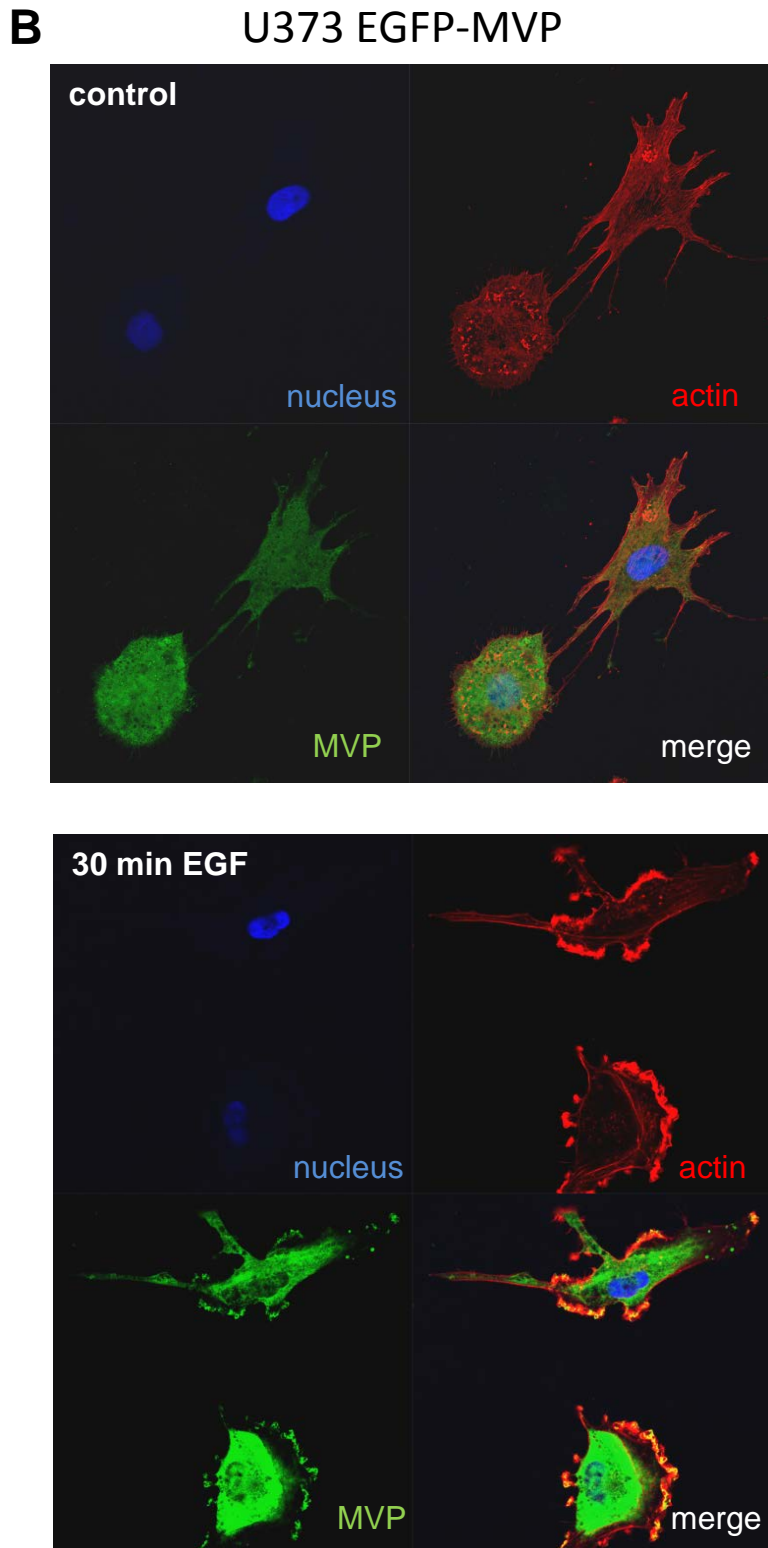 B
U373 EGFP-MVP
control
nucleus
actin
MVP
merge
30 min EGF
nucleus
actin
MVP
merge